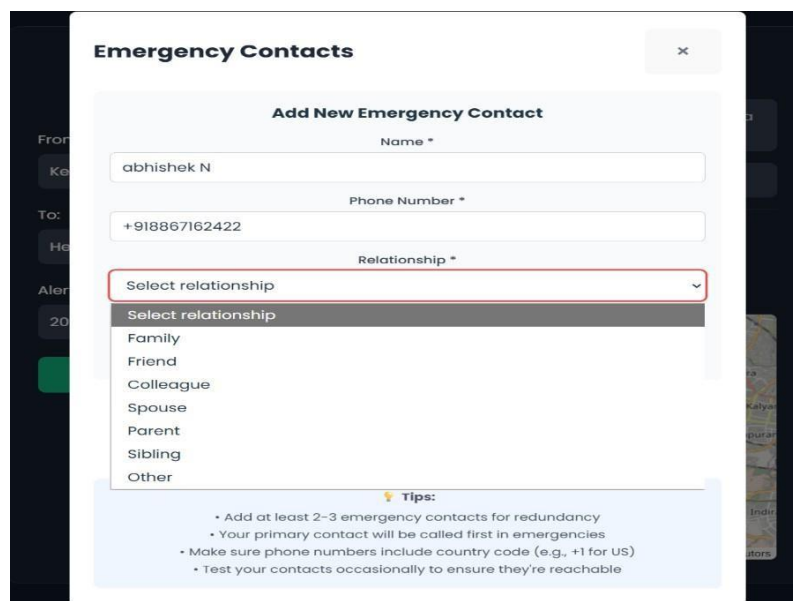 Emergency Contacts
×
Add New Emergency Contact
Name *
abhishek N
Phone Number *
+918867162422
Relationship *
Select relationship
Select relationship
Family
Friend
Colleague
Spouse
Parent
Sibling
Other
Tips:
• Add at least 2-3 emergency contacts for redundancy
• Your primary contact will be called first in emergencies
• Make sure phone numbers include country code (e.g., +1 for US)
• Test your contacts occasionally to ensure they're reachable
From
Ke
To:
He
Aler
20